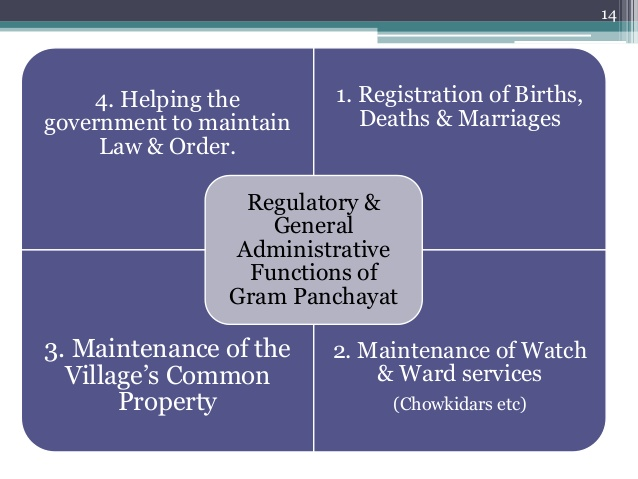 14
4. Helping the
government to maintain
Law & Order.
1. Registration of Births,
Deaths & Marriages
Regulatory &
General
Administrative
Functions of
Gram Panchayat
3. Maintenance of the
Village’s Common
Property
2. Maintenance of Watch
& Ward services
(Chowkidars etc)